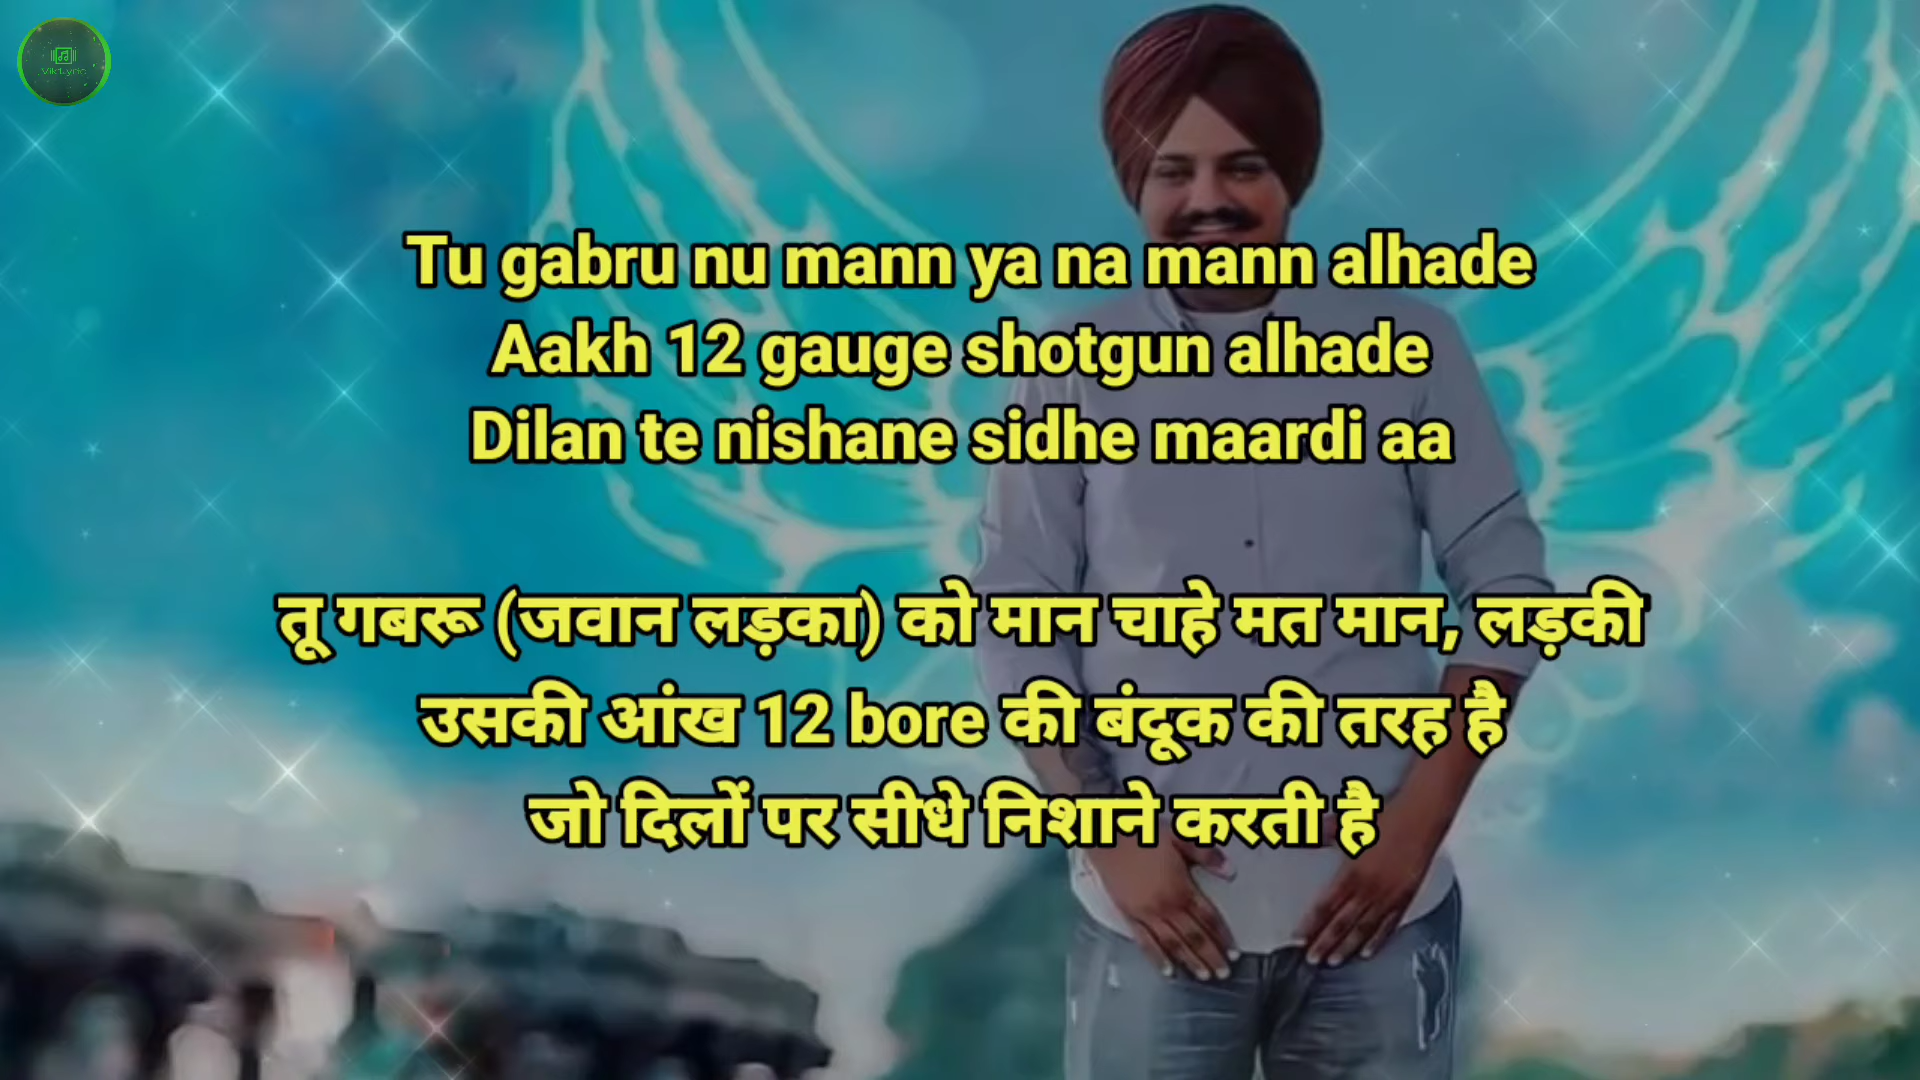 VikLyric
Tu gabru nu mann ya na mann alhade
Aakh 12 gauge shotgun alhade
Dilan te nishane sidhe maardi aa
तू गबरू (जवान लड़का) को मान चाहे मत मान, लड़की
उसकी आंख 12 bore की बंदूक की तरह है
जो दिलों पर सीधे निशाने करती है